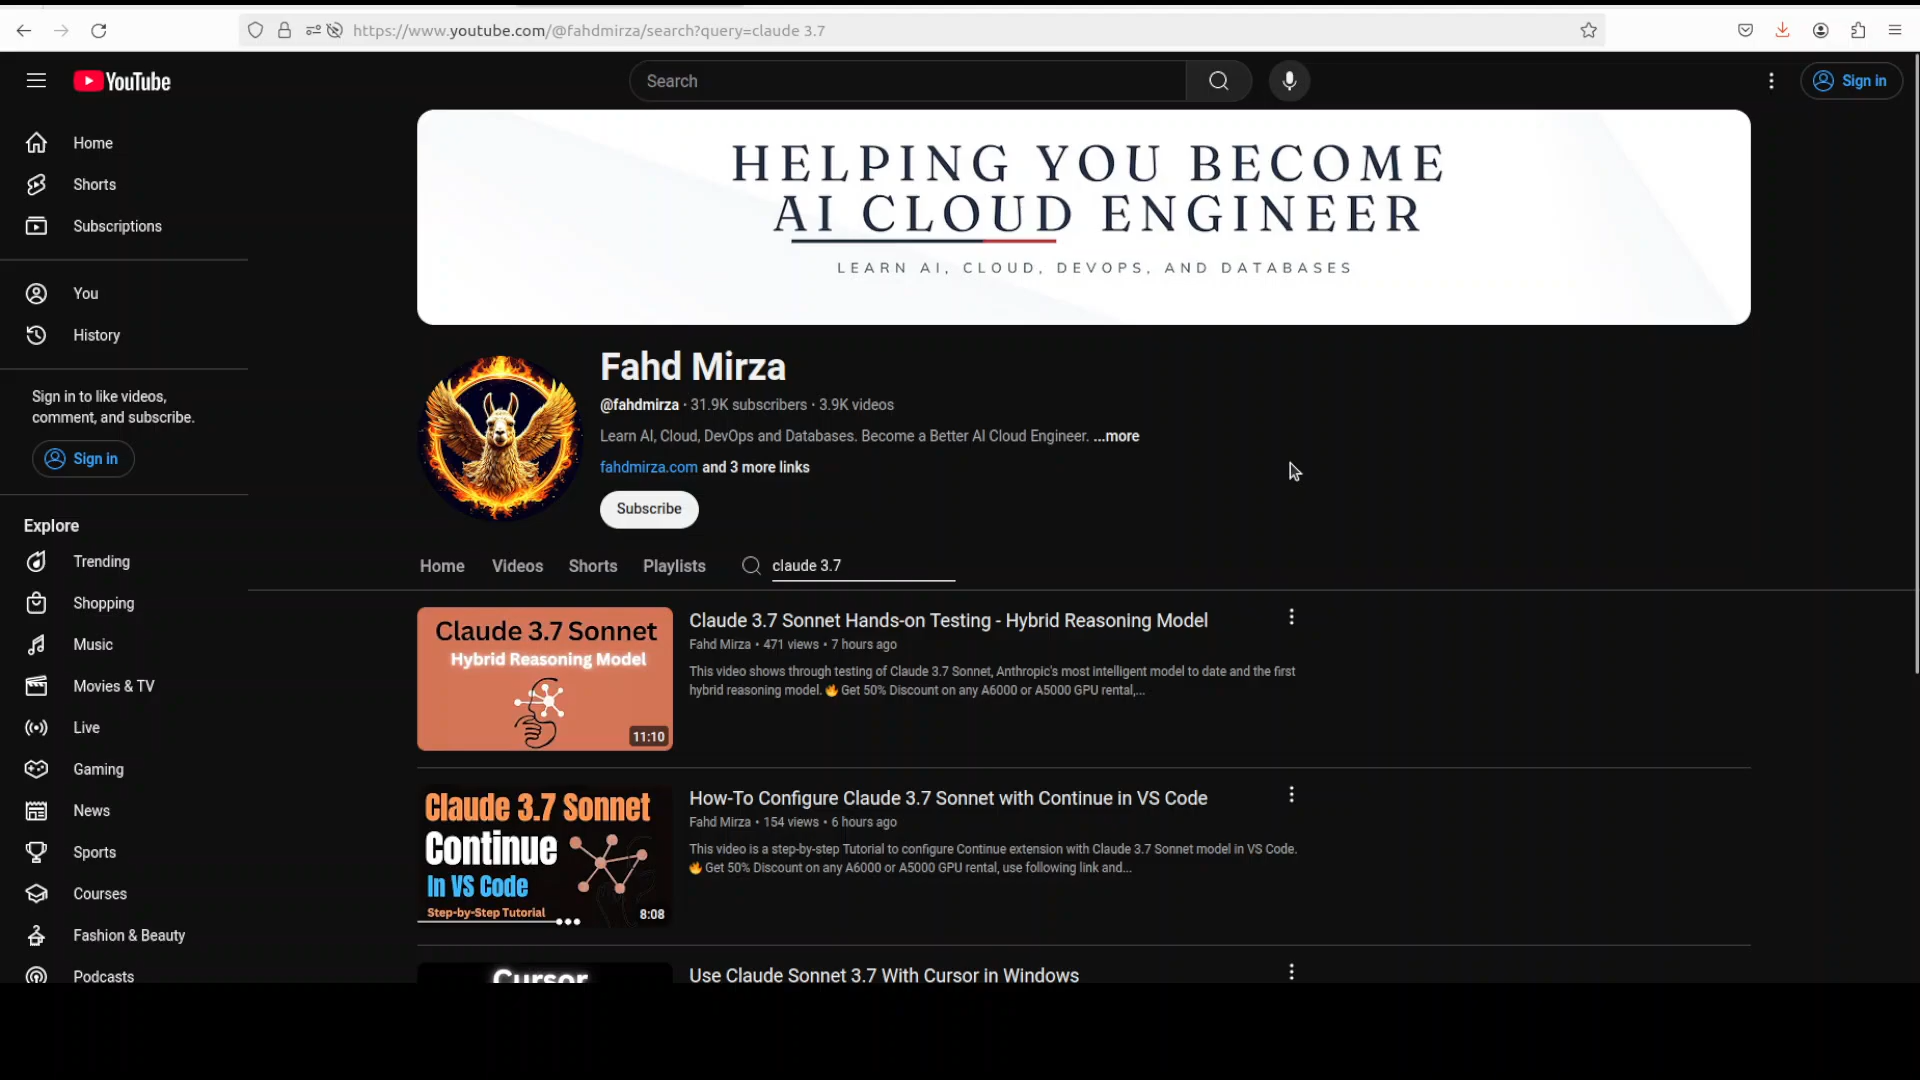 https://www.youtube.com/@fahdmirza/search?query=claude 3.7
YouTube
Search
Sign in
Home
Shorts
Subscriptions
You
History
Sign in to like videos,
comment, and subscribe.
Sign in
Explore
Trending
Shopping
Music
Movies & TV
Live
Gaming
News
Sports
Courses
Fashion & Beauty
Podcasts
HELPING YOU BECOME
AI CLOUD ENGINEER
LEARN AI, CLOUD, DEVOPS, AND DATABASES
Fahd Mirza
@fahdmirza · 31.9K subscribers · 3.9K videos
Learn AI, Cloud, DevOps and Databases. Become a Better AI Cloud Engineer. ...more
fahdmirza.com and 3 more links
Subscribe
Home Videos Shorts Playlists claude 3.7
Claude 3.7 Sonnet
Hybrid Reasoning Model
11:10
Claude 3.7 Sonnet Hands-on Testing - Hybrid Reasoning Model
Fahd Mirza • 471 views • 7 hours ago
This video shows through testing of Claude 3.7 Sonnet, Anthropic's most intelligent model to date and the first
hybrid reasoning model. 🔥 Get 50% Discount on any A6000 or A5000 GPU rental,...
Claude 3.7 Sonnet
Continue
In VS Code
Step-by-Step Tutorial
8:08
How-To Configure Claude 3.7 Sonnet with Continue in VS Code
Fahd Mirza • 154 views • 6 hours ago
This video is a step-by-step Tutorial to configure Continue extension with Claude 3.7 Sonnet model in VS Code.
🔥 Get 50% Discount on any A6000 or A5000 GPU rental, use following link and...
Cursor
Use Claude Sonnet 3.7 With Cursor in Windows